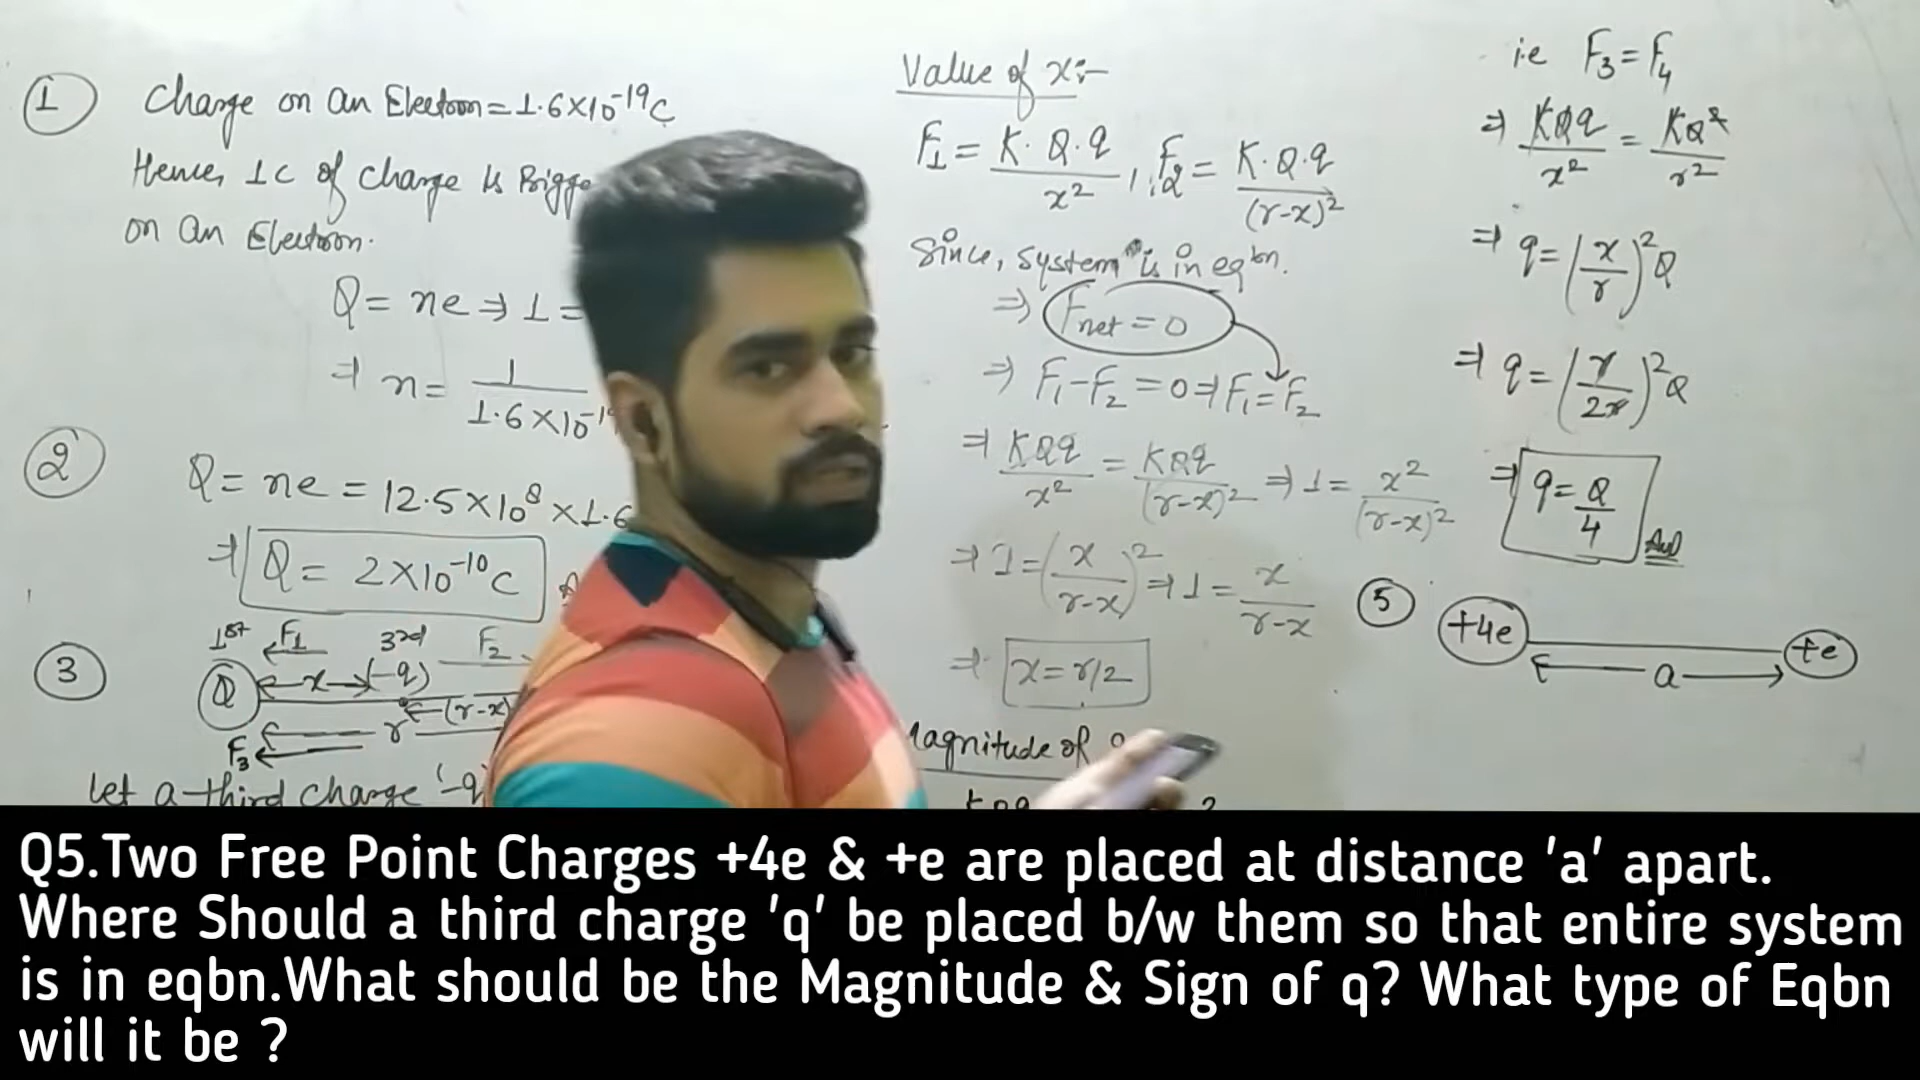 1 Charge on an Electron = 1.6×10⁻¹⁹C
Hence, 1C of charge is
on an Electron.
Q = ne ⇒ 1 =
⇒ n = 1/1.6×10⁻¹⁹
2 Q = ne = 12.5×10⁸×1.6
⇒ Q = 2×10⁻¹⁰C
3
1st F₁ 3rd F₂
Q x (-q)
(r-x)
r
F₃
Let a third charge '-q'
Value of x:-
F₁ = K·Q·q/x² , F₂ = K·Q·q/(r-x)²
Since, system is in eqbn.
⇒ Fnet = 0
⇒ F₁-F₂ = 0 ⇒ F₁ = F₂
⇒ KQq/x² = KQq/(r-x)² ⇒ 1 = x²/(r-x)²
⇒ 1 = (x/r-x)² ⇒ 1 = x/r-x
⇒ x = r/2
Magnitude of
i.e F₃ = F₄
⇒ KQq/x² = KQ²/r²
⇒ q = (x/r)²Q
⇒ q = (r/2r)²Q
⇒ q = Q/4 Ans
5 +4e +e
a
Q5.Two Free Point Charges +4e & +e are placed at distance 'a' apart.
Where Should a third charge 'q' be placed b/w them so that entire system
is in eqbn.What should be the Magnitude & Sign of q? What type of Eqbn
will it be ?